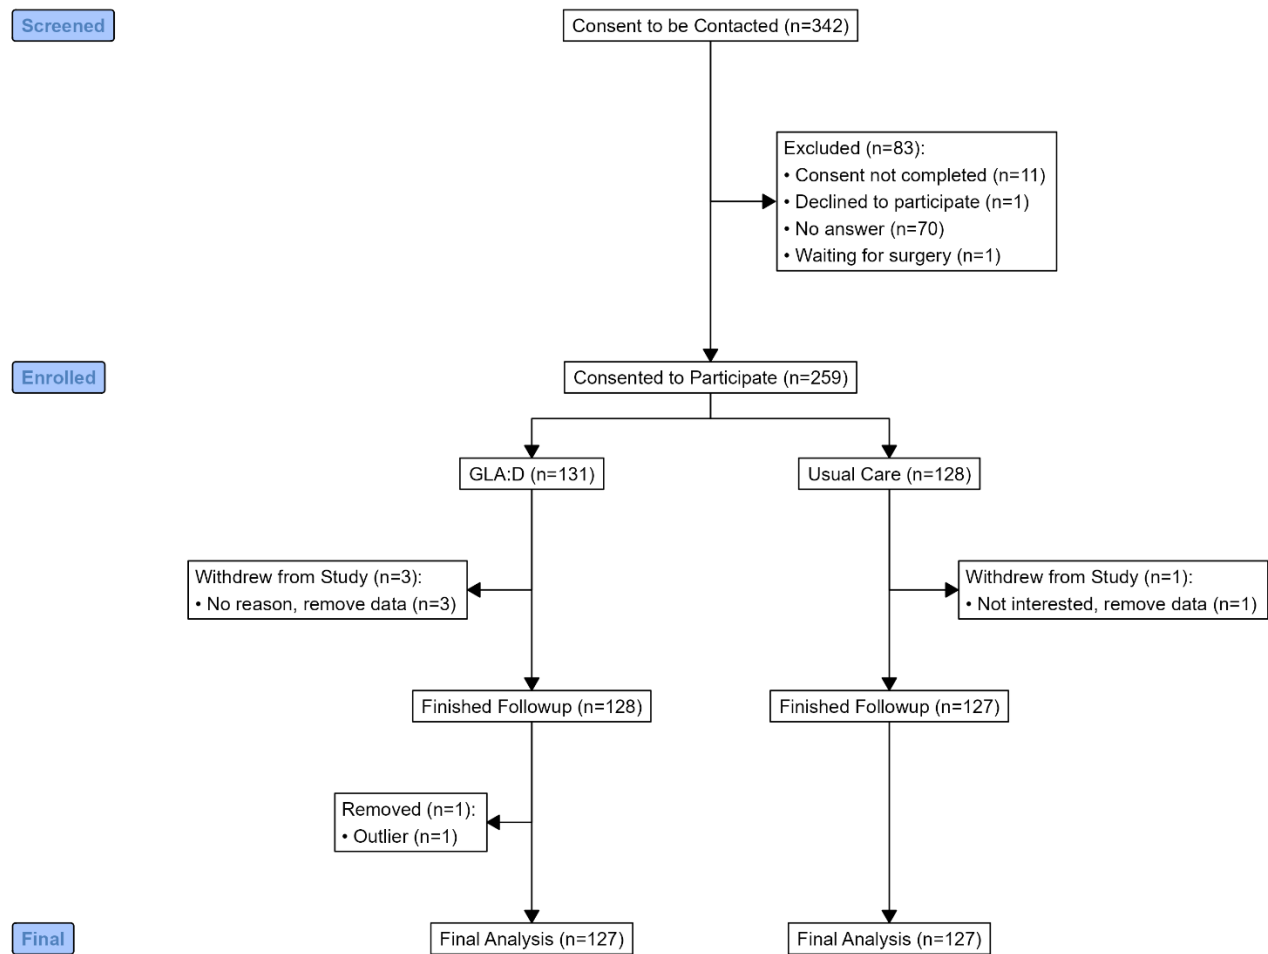 Screened
Consent to be Contacted (n=342)
Excluded (n=83):
• Consent not completed (n=11)
• Declined to participate (n=1)
• No answer (n=70)
• Waiting for surgery (n=1)
Enrolled
Consented to Participate (n=259)
GLA:D (n=131)
Usual Care (n=128)
Withdrew from Study (n=3):
• No reason, remove data (n=3)
Withdrew from Study (n=1):
• Not interested, remove data (n=1)
Finished Followup (n=128)
Finished Followup (n=127)
Removed (n=1):
• Outlier (n=1)
Final
Final Analysis (n=127)
Final Analysis (n=127)